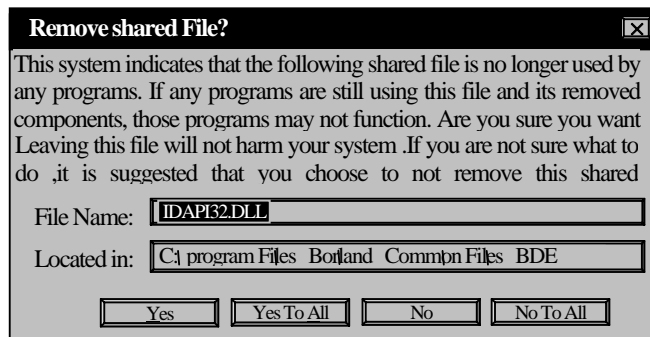 Remove shared File?
This system indicates that the following shared file is no longer used by
any programs. If any programs are still using this file and its removed
components, those programs may not function. Are you sure you want
Leaving this file will not harm your system .If you are not sure what to
do ,it is suggested that you choose to not remove this shared
File Name: IDAPI32.DLL
Located in: C:\ program Files \ Borland \ Common Files \ BDE
Yes Yes To All No No To All